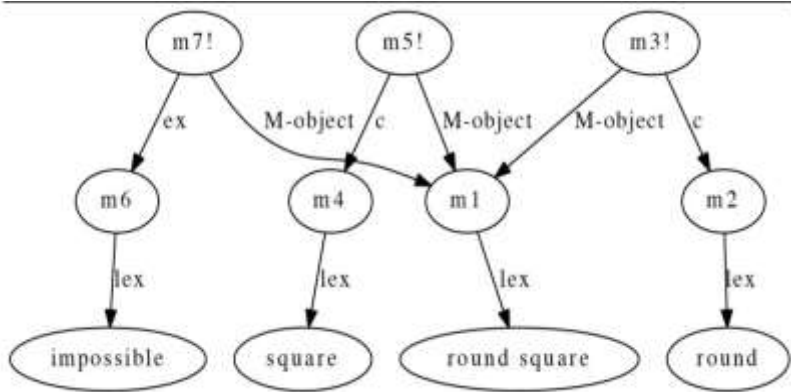 m7! m5! m3!
ex M-object c M-object M-object c
m6 m4 m1 m2
lex lex lex lex
impossible square round square round